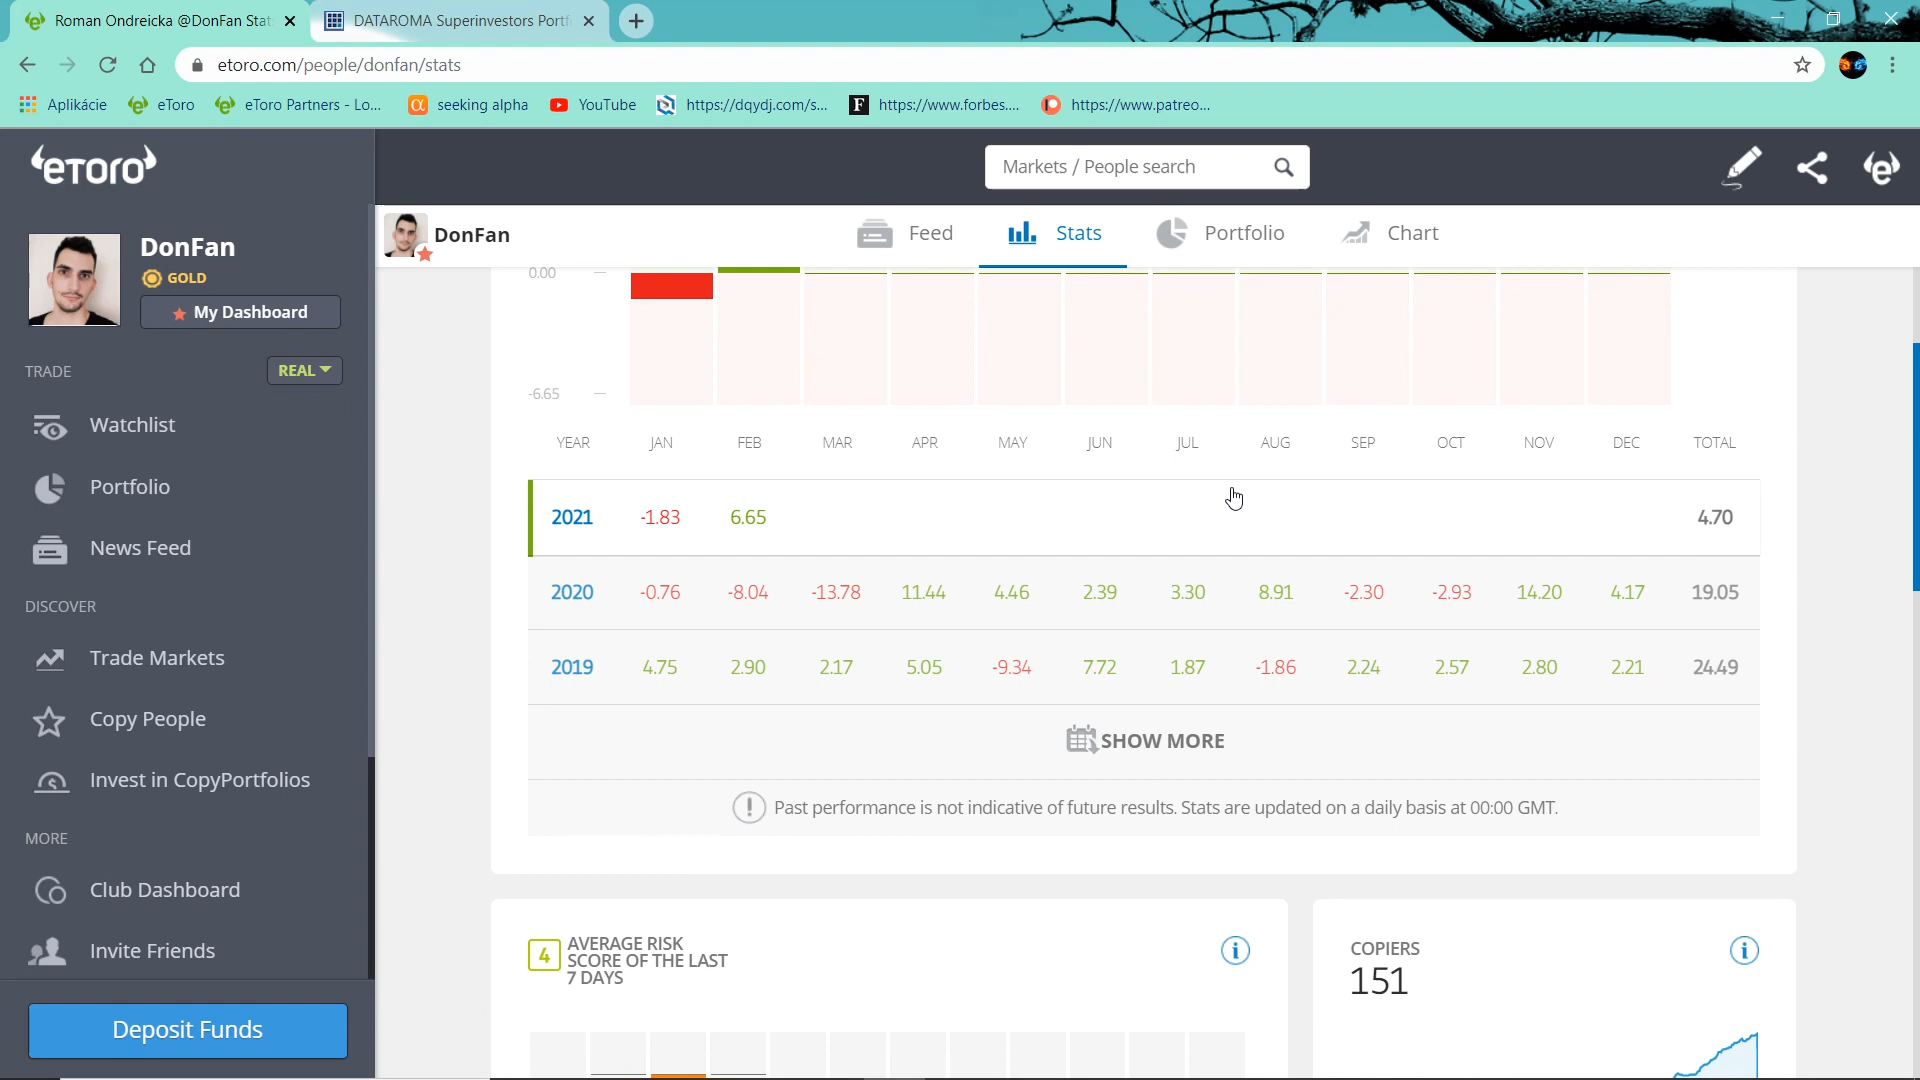 Roman Ondreicka @DonFan Stat
DATAROMA Superinvestors Portf
etoro.com/people/donfan/stats
Aplikácie
eToro
eToro Partners - Lo...
seeking alpha
YouTube
https://dqydj.com/s...
https://www.forbes....
https://www.patreo...
eToro
Markets / People search
DonFan
GOLD
My Dashboard
TRADE
REAL
Watchlist
Portfolio
News Feed
DISCOVER
Trade Markets
Copy People
Invest in CopyPortfolios
MORE
Club Dashboard
Invite Friends
Deposit Funds
DonFan
Feed
Stats
Portfolio
Chart
0.00
-6.65
YEAR JAN FEB MAR APR MAY JUN JUL AUG SEP OCT NOV DEC TOTAL
2021 -1.83 6.65 4.70
2020 -0.76 -8.04 -13.78 11.44 4.46 2.39 3.30 8.91 -2.30 -2.93 14.20 4.17 19.05
2019 4.75 2.90 2.17 5.05 -9.34 7.72 1.87 -1.86 2.24 2.57 2.80 2.21 24.49
SHOW MORE
Past performance is not indicative of future results. Stats are updated on a daily basis at 00:00 GMT.
4
AVERAGE RISK
SCORE OF THE LAST
7 DAYS
COPIERS
151